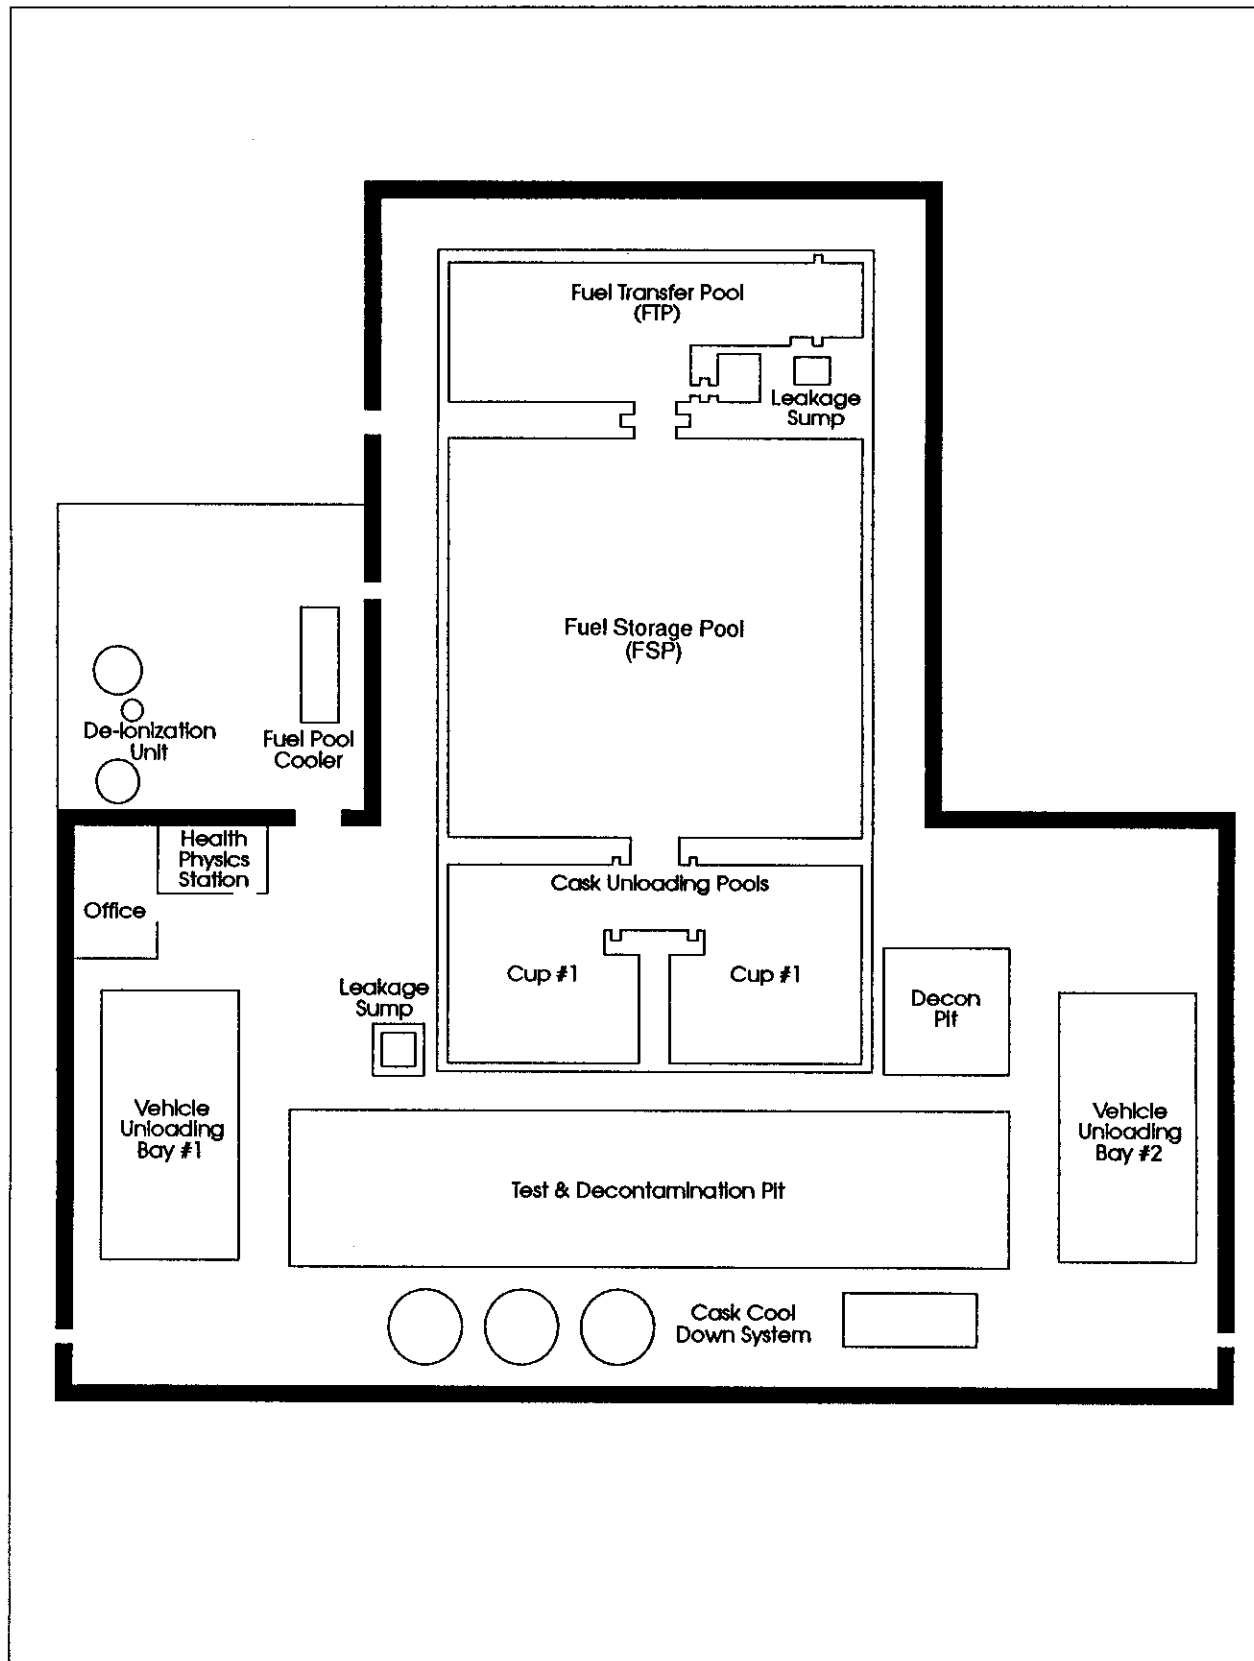 Fuel Transfer Pool
(FTP)
Leakage
Sump
Fuel Storage Pool
(FSP)
De-Ionization
Unit
Fuel Pool
Cooler
Health
Physics
Station
Office
Cask Unloading Pools
Cup #1
Cup #1
Leakage
Sump
Decon
Pit
Vehicle
Unloading
Bay #1
Vehicle
Unloading
Bay #2
Test & Decontamination Pit
Cask Cool
Down System